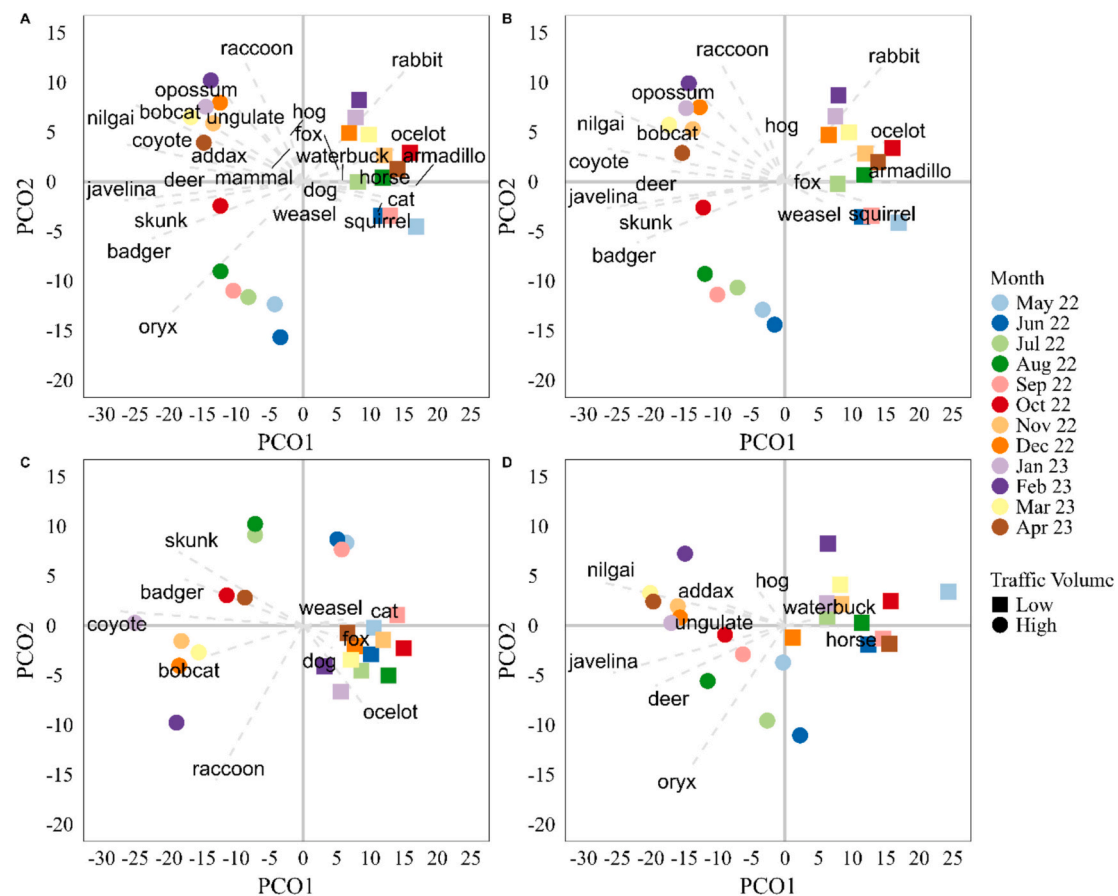 A
15
10
5
0
-5
-10
-15
-20
PCO2
raccoon
rabbit
opossum
nilgai
bobcat
ungulate
hog
coyote
fox
ocelot
addax
waterbuck
armadillo
mammal
deer
dog
horse
javelina
cat
skunk
weasel
squirrel
badger
oryx
-30 -25 -20 -15 -10 -5 0 5 10 15 20 25
PCO1
B
15
10
5
0
-5
-10
-15
-20
PCO2
raccoon
rabbit
opossum
nilgai
bobcat
hog
ocelot
coyote
armadillo
deer
fox
javelina
skunk
weasel
squirrel
badger
-30 -25 -20 -15 -10 -5 0 5 10 15 20 25
PCO1
C
15
10
5
0
-5
-10
-15
-20
PCO2
skunk
badger
weasel
cat
coyote
fox
bobcat
dog
ocelot
raccoon
-30 -25 -20 -15 -10 -5 0 5 10 15 20 25
PCO1
D
15
10
5
0
-5
-10
-15
-20
PCO2
nilgai
addax
hog
waterbuck
ungulate
horse
javelina
deer
oryx
-30 -25 -20 -15 -10 -5 0 5 10 15 20 25
PCO1
Month
May 22
Jun 22
Jul 22
Aug 22
Sep 22
Oct 22
Nov 22
Dec 22
Jan 23
Feb 23
Mar 23
Apr 23
Traffic Volume
Low
High